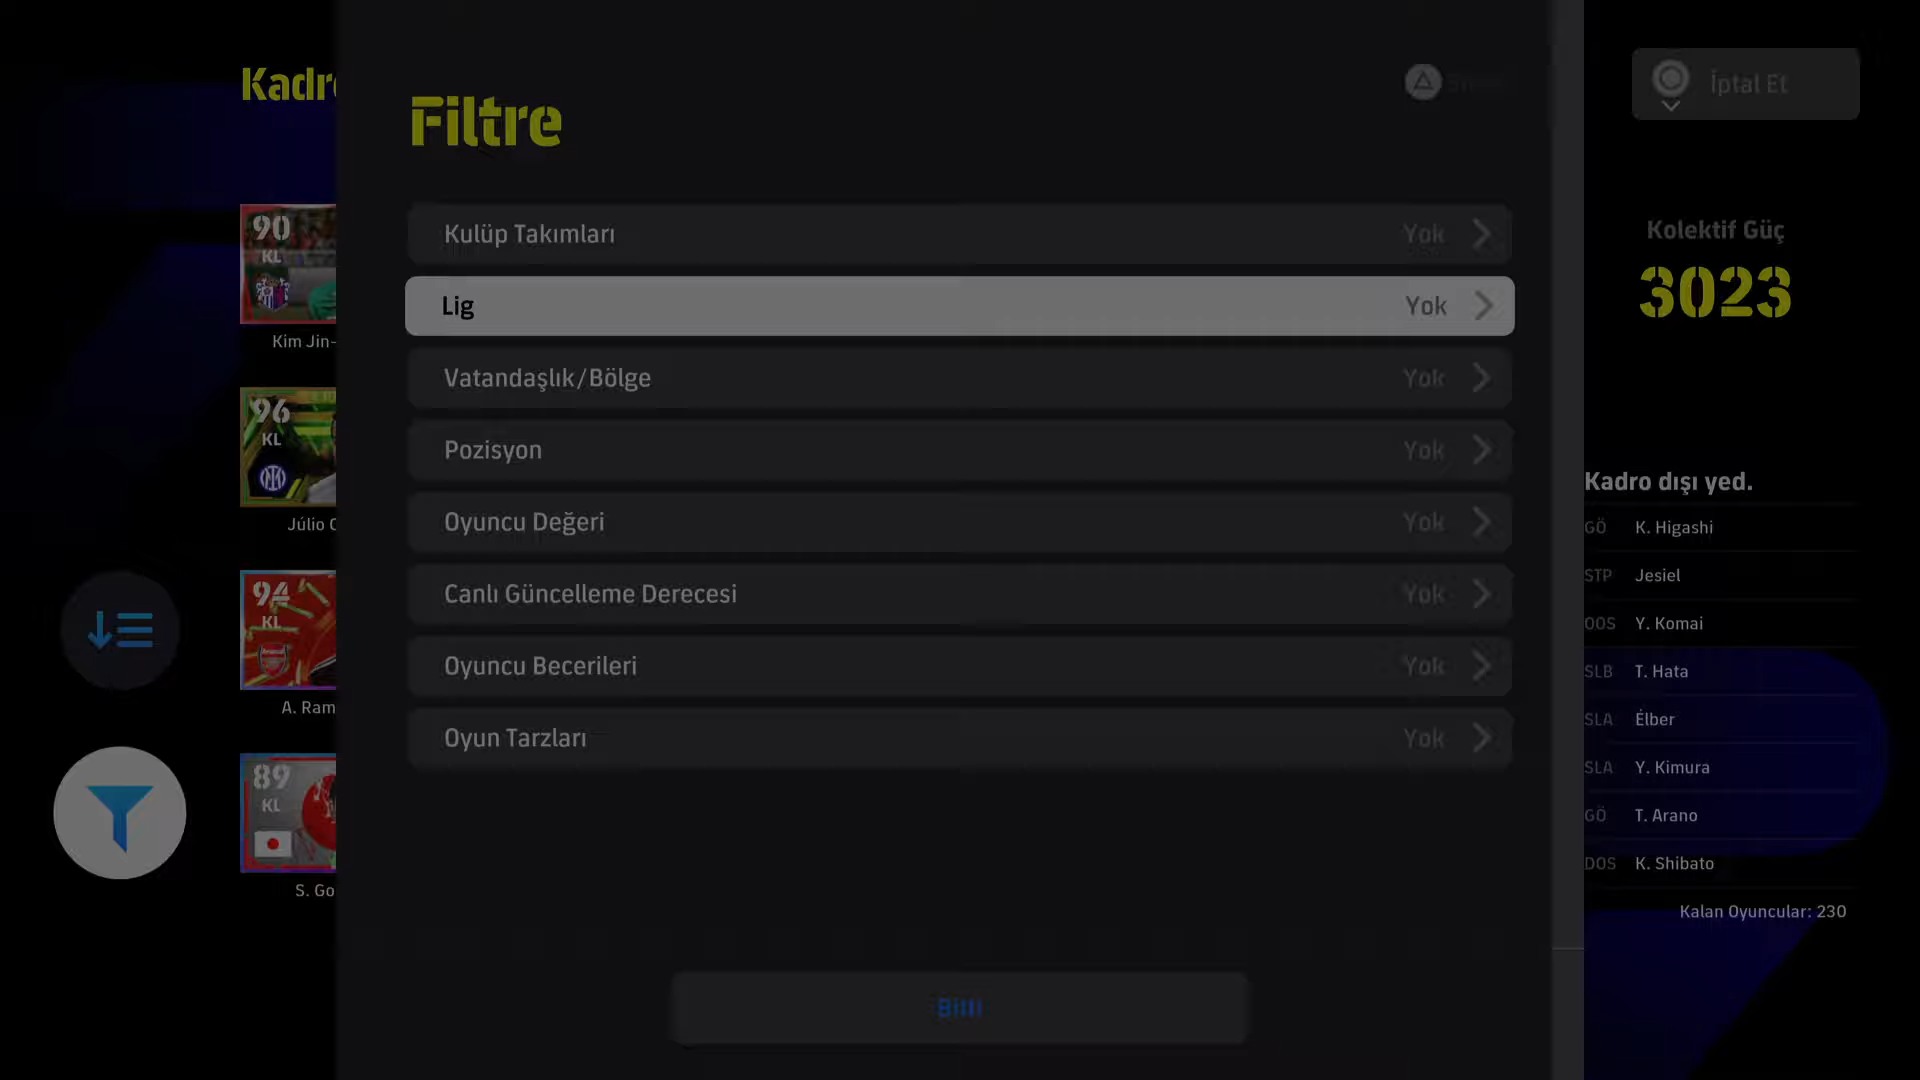 Kadro
Filtre
İptal Et
Kulüp Takımları Yok
Lig Yok
Vatandaşlık/Bölge Yok
Pozisyon Yok
Oyuncu Değeri Yok
Canlı Güncelleme Derecesi Yok
Oyuncu Becerileri Yok
Oyun Tarzları Yok
Bitti
90
KL
Kim Jin-
96
KL
Júlio C
94
KL
Arsenal
A. Ram
89
KL
S. Go
Kolektif Güç
3023
Kadro dışı yed.
GÖ K. Higashi
STP Jesiel
OOS Y. Komai
SLB T. Hata
SLA Élber
SLA Y. Kimura
GÖ T. Arano
DOS K. Shibato
Kalan Oyuncular: 230